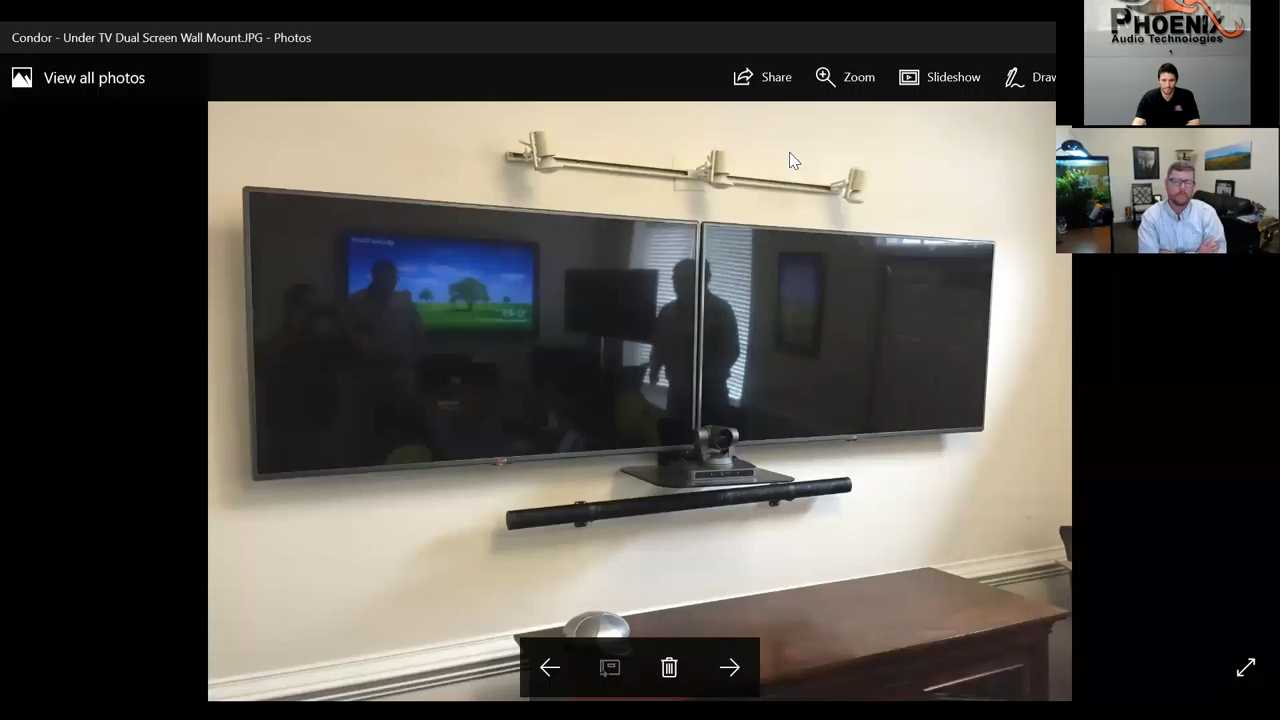 Condor - Under TV Dual Screen Wall Mount.JPG - Photos
View all photos
Share
Zoom
Slideshow
Draw
PHOENIX
Audio Technologies